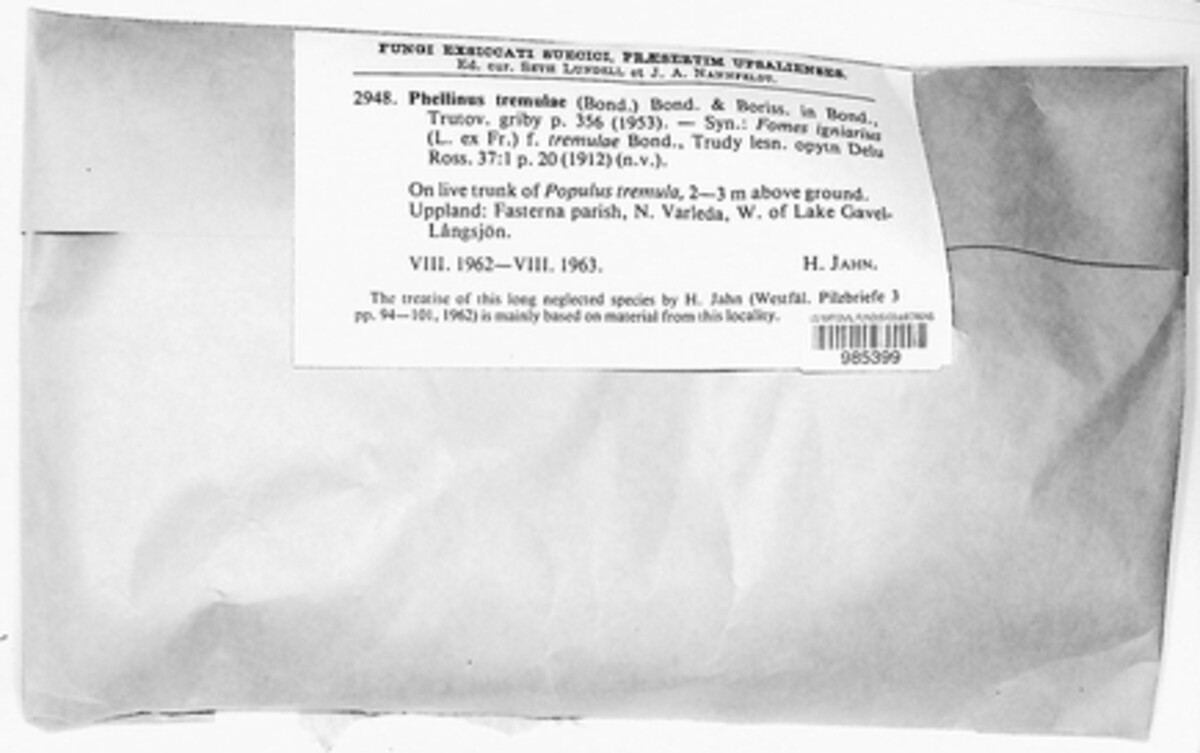 FUNGI EXSICCATI SUECICI, PRÆSERTIM UPSALIENSES.
Ed. cur. SETH LUNDELL et J. A. NANNFELDT.
2948. Phellinus tremulae (Bond.) Bond. & Boriss. in Bond.,
Trutov. griby p. 356 (1953). — Syn.: Fomes igniarius
(L. ex Fr.) f. tremulae Bond., Trudy lesn. opytn Delu
Ross. 37:1 p. 20 (1912) (n.v.).
On live trunk of Populus tremula, 2—3 m above ground.
Uppland: Fasterna parish, N. Varleda, W. of Lake Gavel-
Långsjön.
VIII. 1962—VIII. 1963. H. JAHN.
The treatise of this long neglected species by H. Jahn (Westfäl. Pilzbriefe 3
pp. 94—101, 1962) is mainly based on material from this locality.
985399